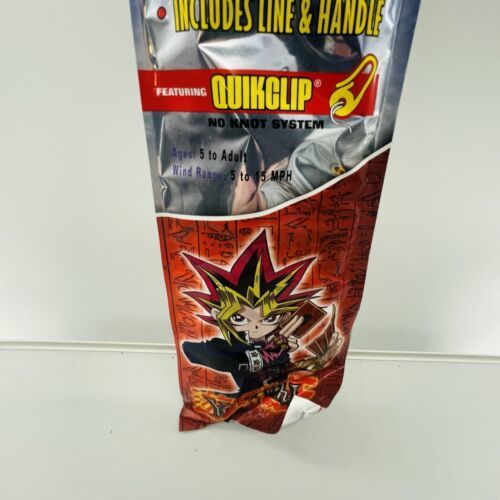 • INCLUDES LINE & HANDLE
FEATURING QUIKCLIP®
NO KNOT SYSTEM
Ages: 5 to Adult
Wind Range: 5 to 15 MPH